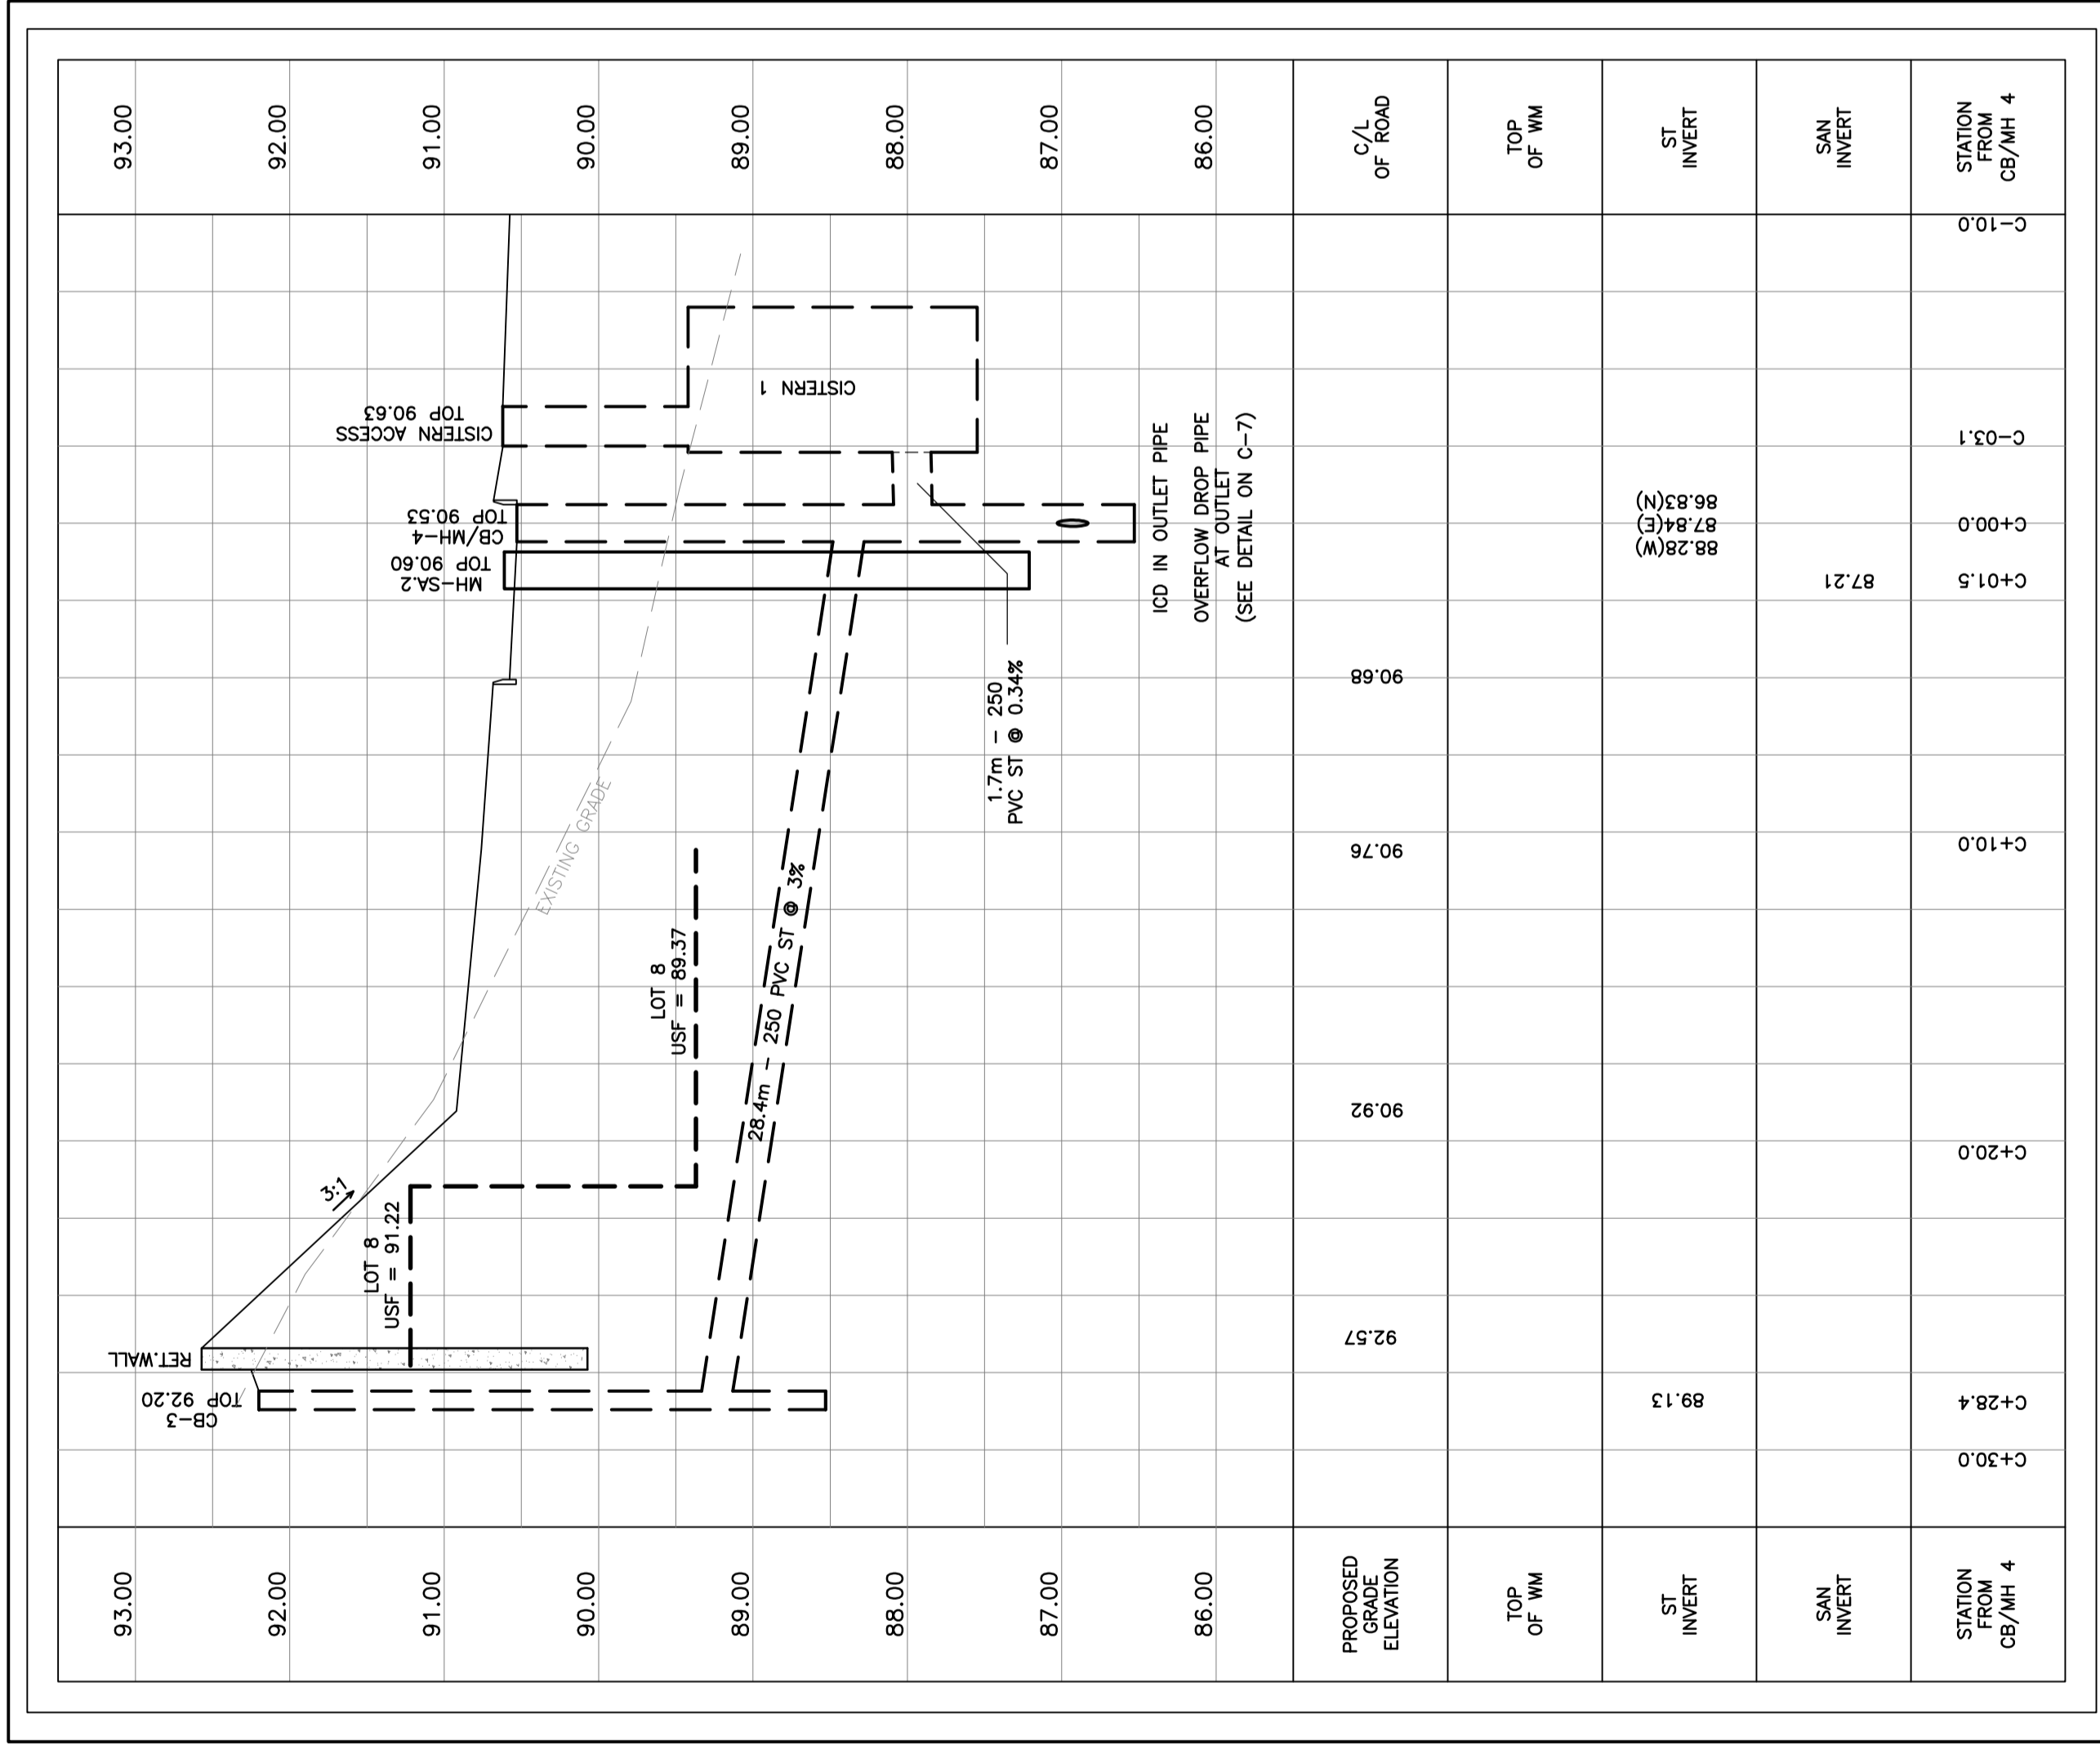 93.00
92.00
91.00
90.00
89.00
88.00
87.00
86.00
C/L
OF ROAD
TOP
OF WM
ST
INVERT
SAN
INVERT
STATION
FROM
CB/MH 4
RET.WALL
CB-3
TOP 92.20
3:1
LOT 8
USF = 91.22
EXISTING GRADE
LOT 8
USF = 89.37
28.4m - 250 PVC ST @ 3%
MH-SA.2
TOP 90.60
CB/MH-4
TOP 90.53
CISTERN ACCESS
TOP 90.63
CISTERN 1
1.7m - 250
PVC ST @ 0.34%
ICD IN OUTLET PIPE
OVERFLOW DROP PIPE
AT OUTLET
(SEE DETAIL ON C-7)
92.57
90.92
90.76
90.68
89.13
88.28(W)
87.84(E)
86.83(N)
87.21
C+30.0
C+28.4
C+20.0
C+10.0
C+01.5
C+00.0
C-03.1
C-10.0
93.00
92.00
91.00
90.00
89.00
88.00
87.00
86.00
PROPOSED
GRADE
ELEVATION
TOP
OF WM
ST
INVERT
SAN
INVERT
STATION
FROM
CB/MH 4